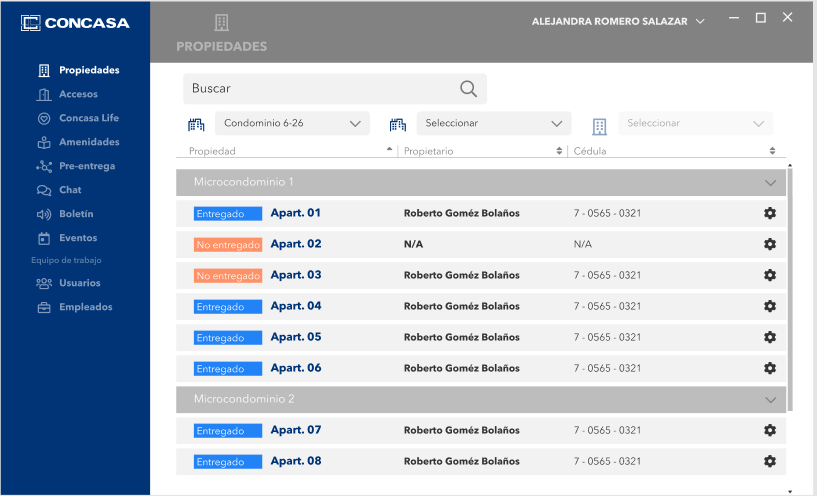 CONCASA
Propiedades
Accesos
Concasa Life
Amenidades
Pre-entrega
Chat
Boletín
Eventos
Equipo de trabajo
Usuarios
Empleados
PROPIEDADES
ALEJANDRA ROMERO SALAZAR
Buscar
Condominio 6-26 Seleccionar Seleccionar
Propiedad Propietario Cédula
Microcondominio 1
Entregado Apart. 01 Roberto Goméz Bolaños 7 - 0565 - 0321
No entregado Apart. 02 N/A N/A
No entregado Apart. 03 Roberto Goméz Bolaños 7 - 0565 - 0321
Entregado Apart. 04 Roberto Goméz Bolaños 7 - 0565 - 0321
Entregado Apart. 05 Roberto Goméz Bolaños 7 - 0565 - 0321
Entregado Apart. 06 Roberto Goméz Bolaños 7 - 0565 - 0321
Microcondominio 2
Entregado Apart. 07 Roberto Goméz Bolaños 7 - 0565 - 0321
Entregado Apart. 08 Roberto Goméz Bolaños 7 - 0565 - 0321